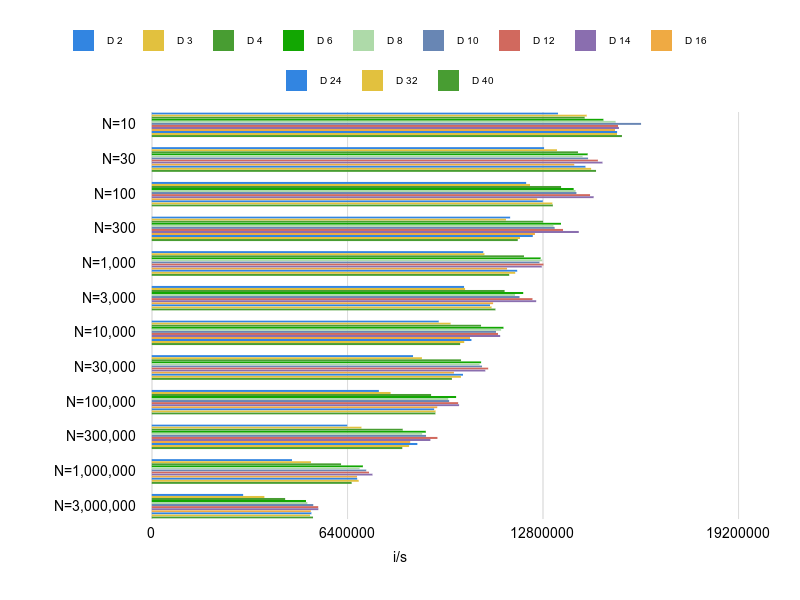 D 2 D 3 D 4 D 6 D 8 D 10 D 12 D 14 D 16
D 24 D 32 D 40
N=10
N=30
N=100
N=300
N=1,000
N=3,000
N=10,000
N=30,000
N=100,000
N=300,000
N=1,000,000
N=3,000,000
0 6400000 12800000 19200000
i/s